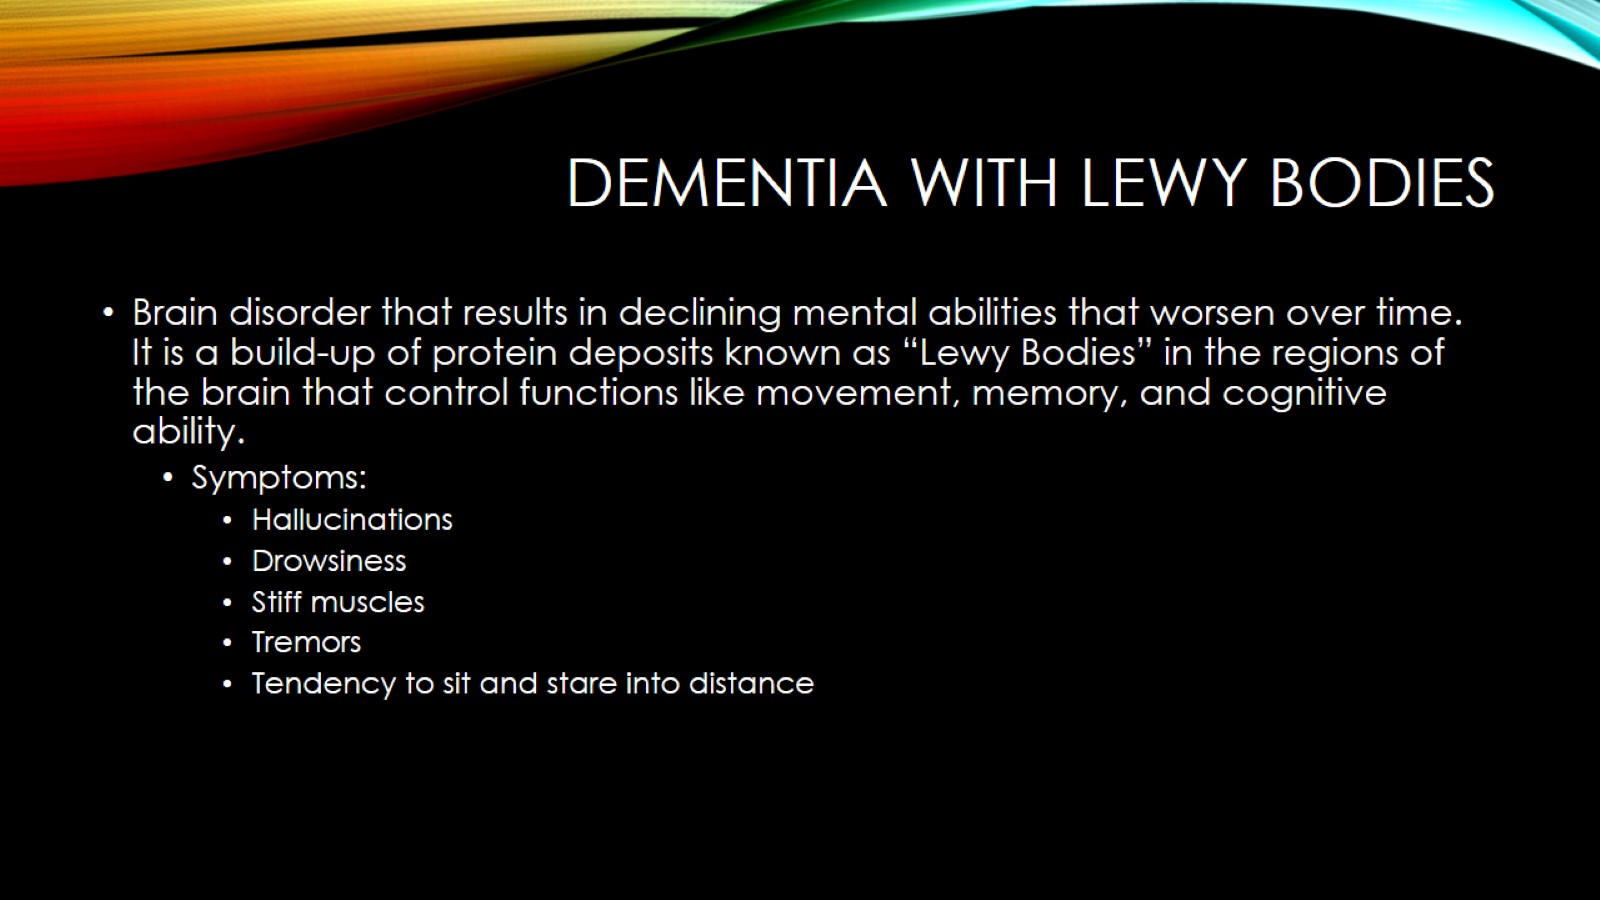 DEMENTIA WITH LEWY BODIES
• Brain disorder that results in declining mental abilities that worsen over time.
It is a build-up of protein deposits known as “Lewy Bodies” in the regions of
the brain that control functions like movement, memory, and cognitive
ability.
• Symptoms:
• Hallucinations
• Drowsiness
• Stiff muscles
• Tremors
• Tendency to sit and stare into distance